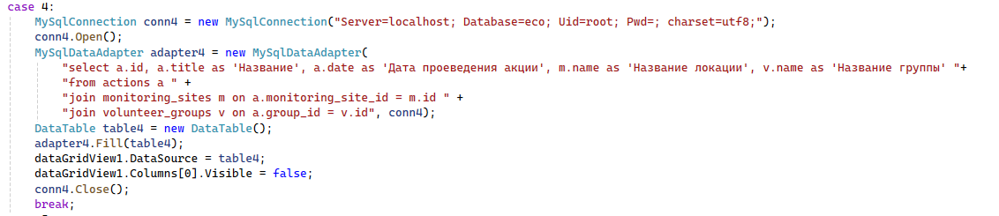 case 4:
MySqlConnection conn4 = new MySqlConnection("Server=localhost; Database=eco; Uid=root; Pwd=; charset=utf8;");
conn4.Open();
MySqlDataAdapter adapter4 = new MySqlDataAdapter(
"select a.id, a.title as 'Название', a.date as 'Дата проеведения акции', m.name as 'Название локации', v.name as 'Название группы' "+
"from actions a " +
"join monitoring_sites m on a.monitoring_site_id = m.id " +
"join volunteer_groups v on a.group_id = v.id", conn4);
DataTable table4 = new DataTable();
adapter4.Fill(table4);
dataGridView1.DataSource = table4;
dataGridView1.Columns[0].Visible = false;
conn4.Close();
break;